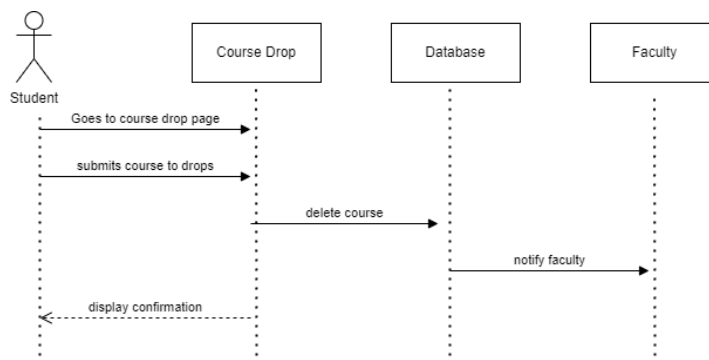 Course Drop
Database
Faculty
Student
Goes to course drop page
submits course to drops
delete course
notify faculty
display confirmation